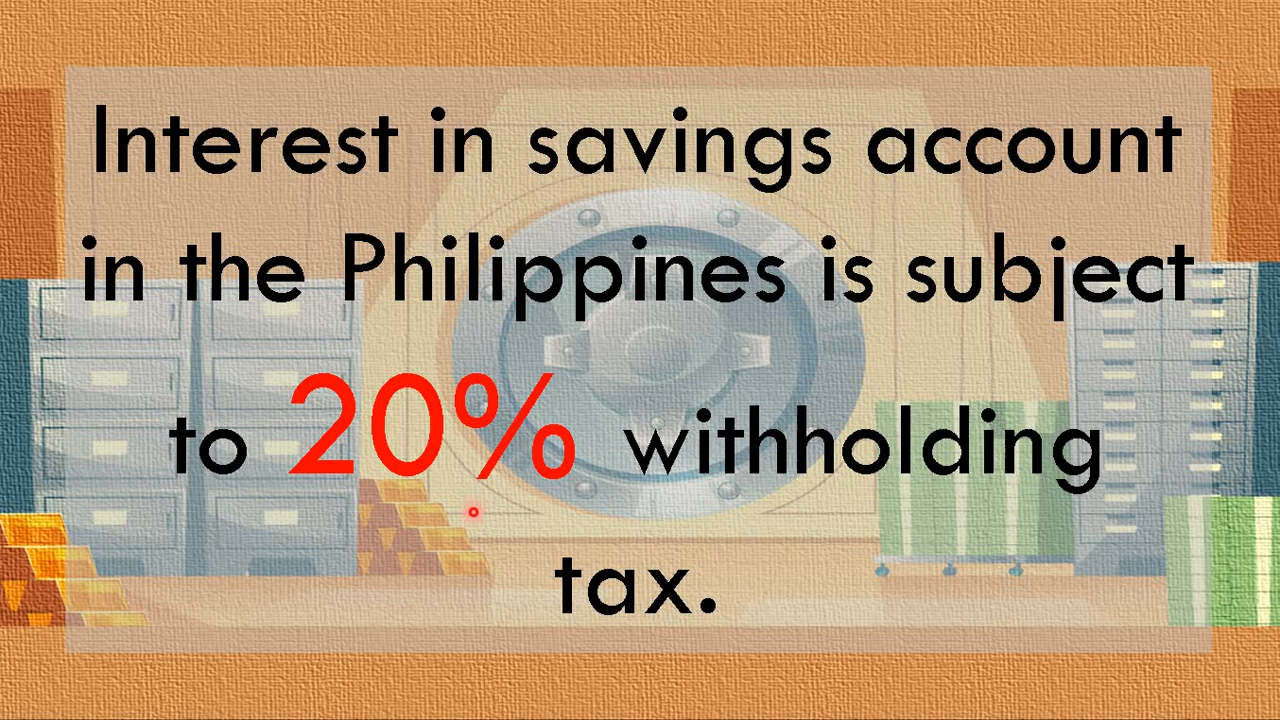 Interest in savings account
in the Philippines is subject
to 20% withholding
tax.